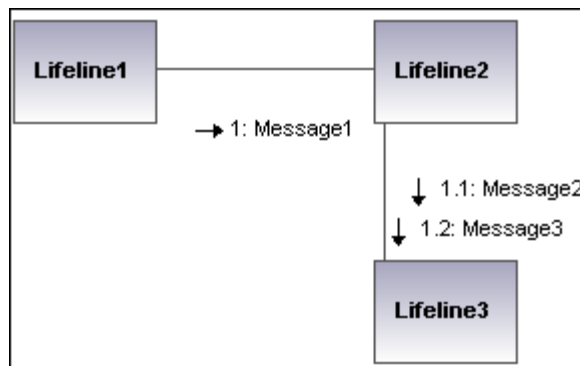 Lifeline1
Lifeline2
1: Message1
1.1: Message2
1.2: Message3
Lifeline3